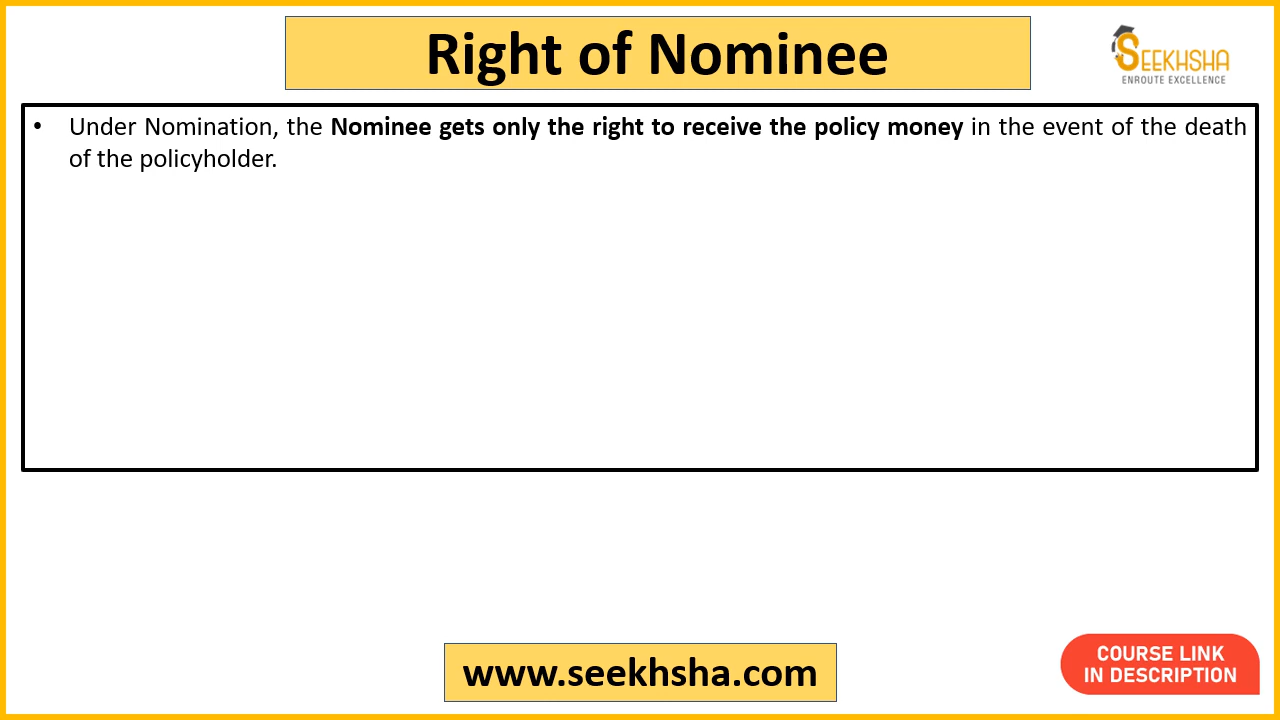 Right of Nominee
SEEKHSHA
ENROUTE EXCELLENCE
• Under Nomination, the Nominee gets only the right to receive the policy money in the event of the death
of the policyholder.
www.seekhsha.com
COURSE LINK
IN DESCRIPTION